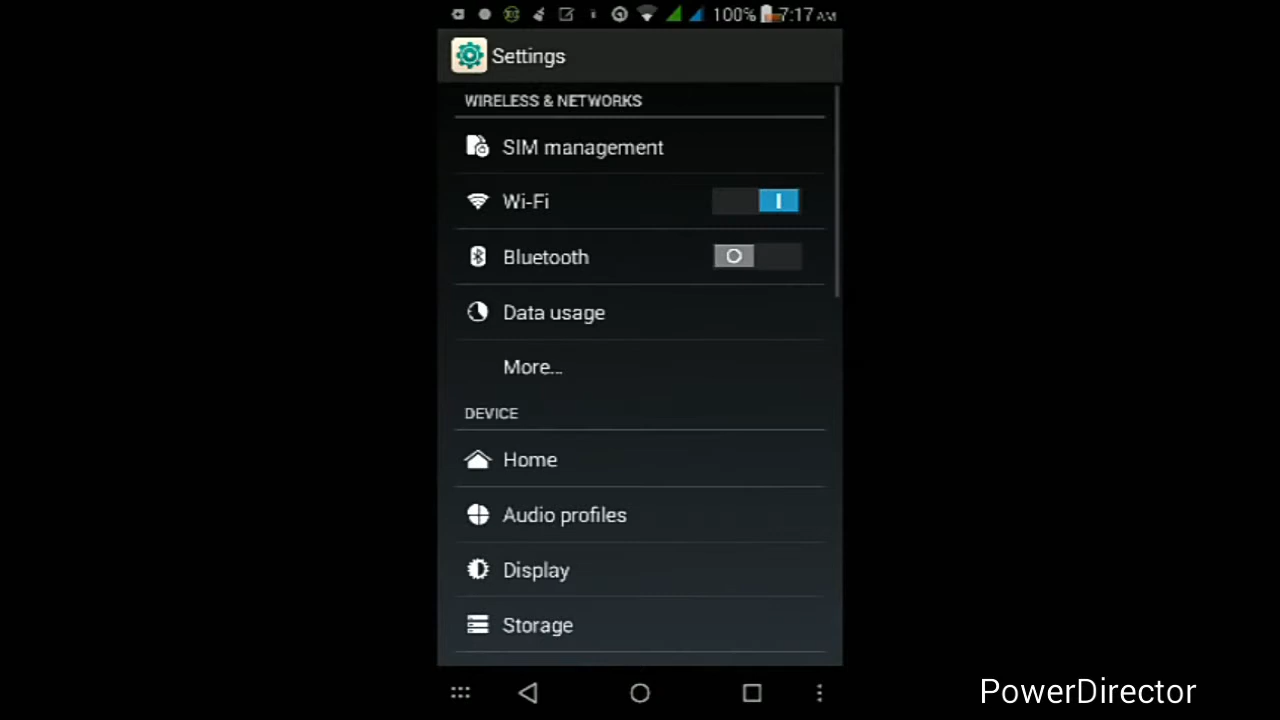 100% 7:17 AM
Settings
WIRELESS & NETWORKS
SIM management
Wi-Fi
Bluetooth
Data usage
More...
DEVICE
Home
Audio profiles
Display
Storage
PowerDirector